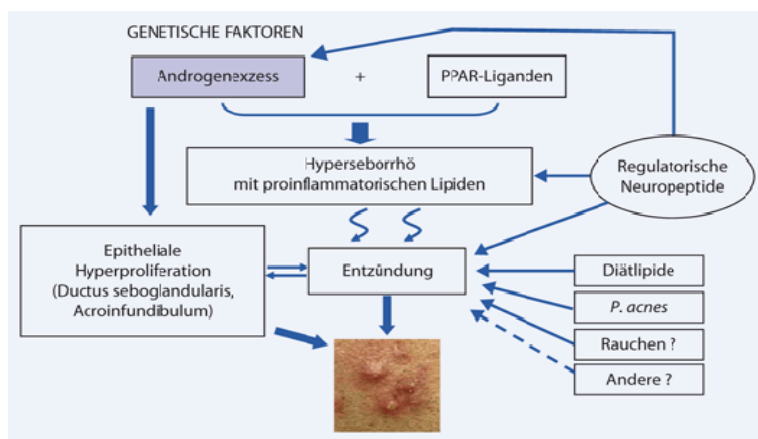 GENETISCHE FAKTOREN
Androgenexzess
+
PPAR-Liganden
Hyperseborrhö
mit proinflammatorischen Lipiden
Regulatorische
Neuropeptide
Epitheliale
Hyperproliferation
(Ductus seboglandularis,
Acroinfundibulum)
Entzündung
Diätlipide
P. acnes
Rauchen ?
Andere ?